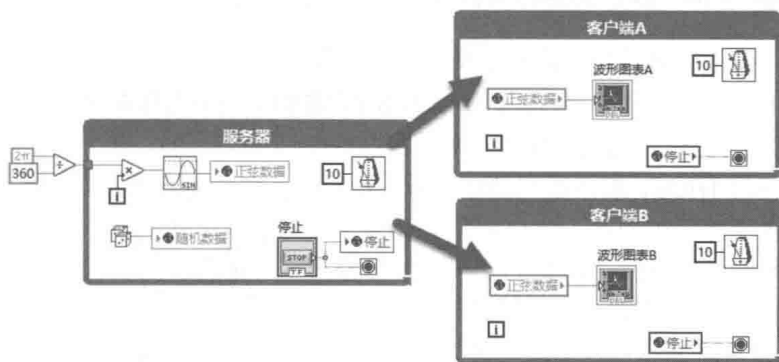 服务器
2π
360
÷
×
i
SIN
正弦数据
10
随机数据
停止
STOP
TF
停止
客户端A
10
波形图表A
正弦数据
i
停止
客户端B
10
波形图表B
正弦数据
i
停止